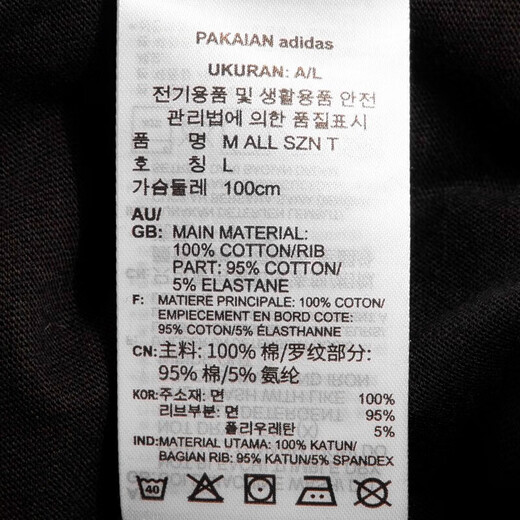 PAKAIAN adidas
UKURAN: A/L
전기용품 및 생활용품 안전
관리법에 의한 품질표시
품 명 M ALL SZN T
호 칭 L
가슴둘레 100cm
AU/
GB: MAIN MATERIAL:
100% COTTON/RIB
PART: 95% COTTON/
5% ELASTANE
F: MATIERE PRINCIPALE: 100% COTON/
EMPIECEMENT EN BORD COTE:
95% COTON/5% ÉLASTHANNE
CN: 主料: 100% 棉/罗纹部分:
95% 棉/5% 氨纶
KOR: 주소재: 면 100%
리브부분: 면 95%
폴리우레탄 5%
IND: MATERIAL UTAMA: 100% KATUN/
BAGIAN RIB: 95% KATUN/5% SPANDEX
40